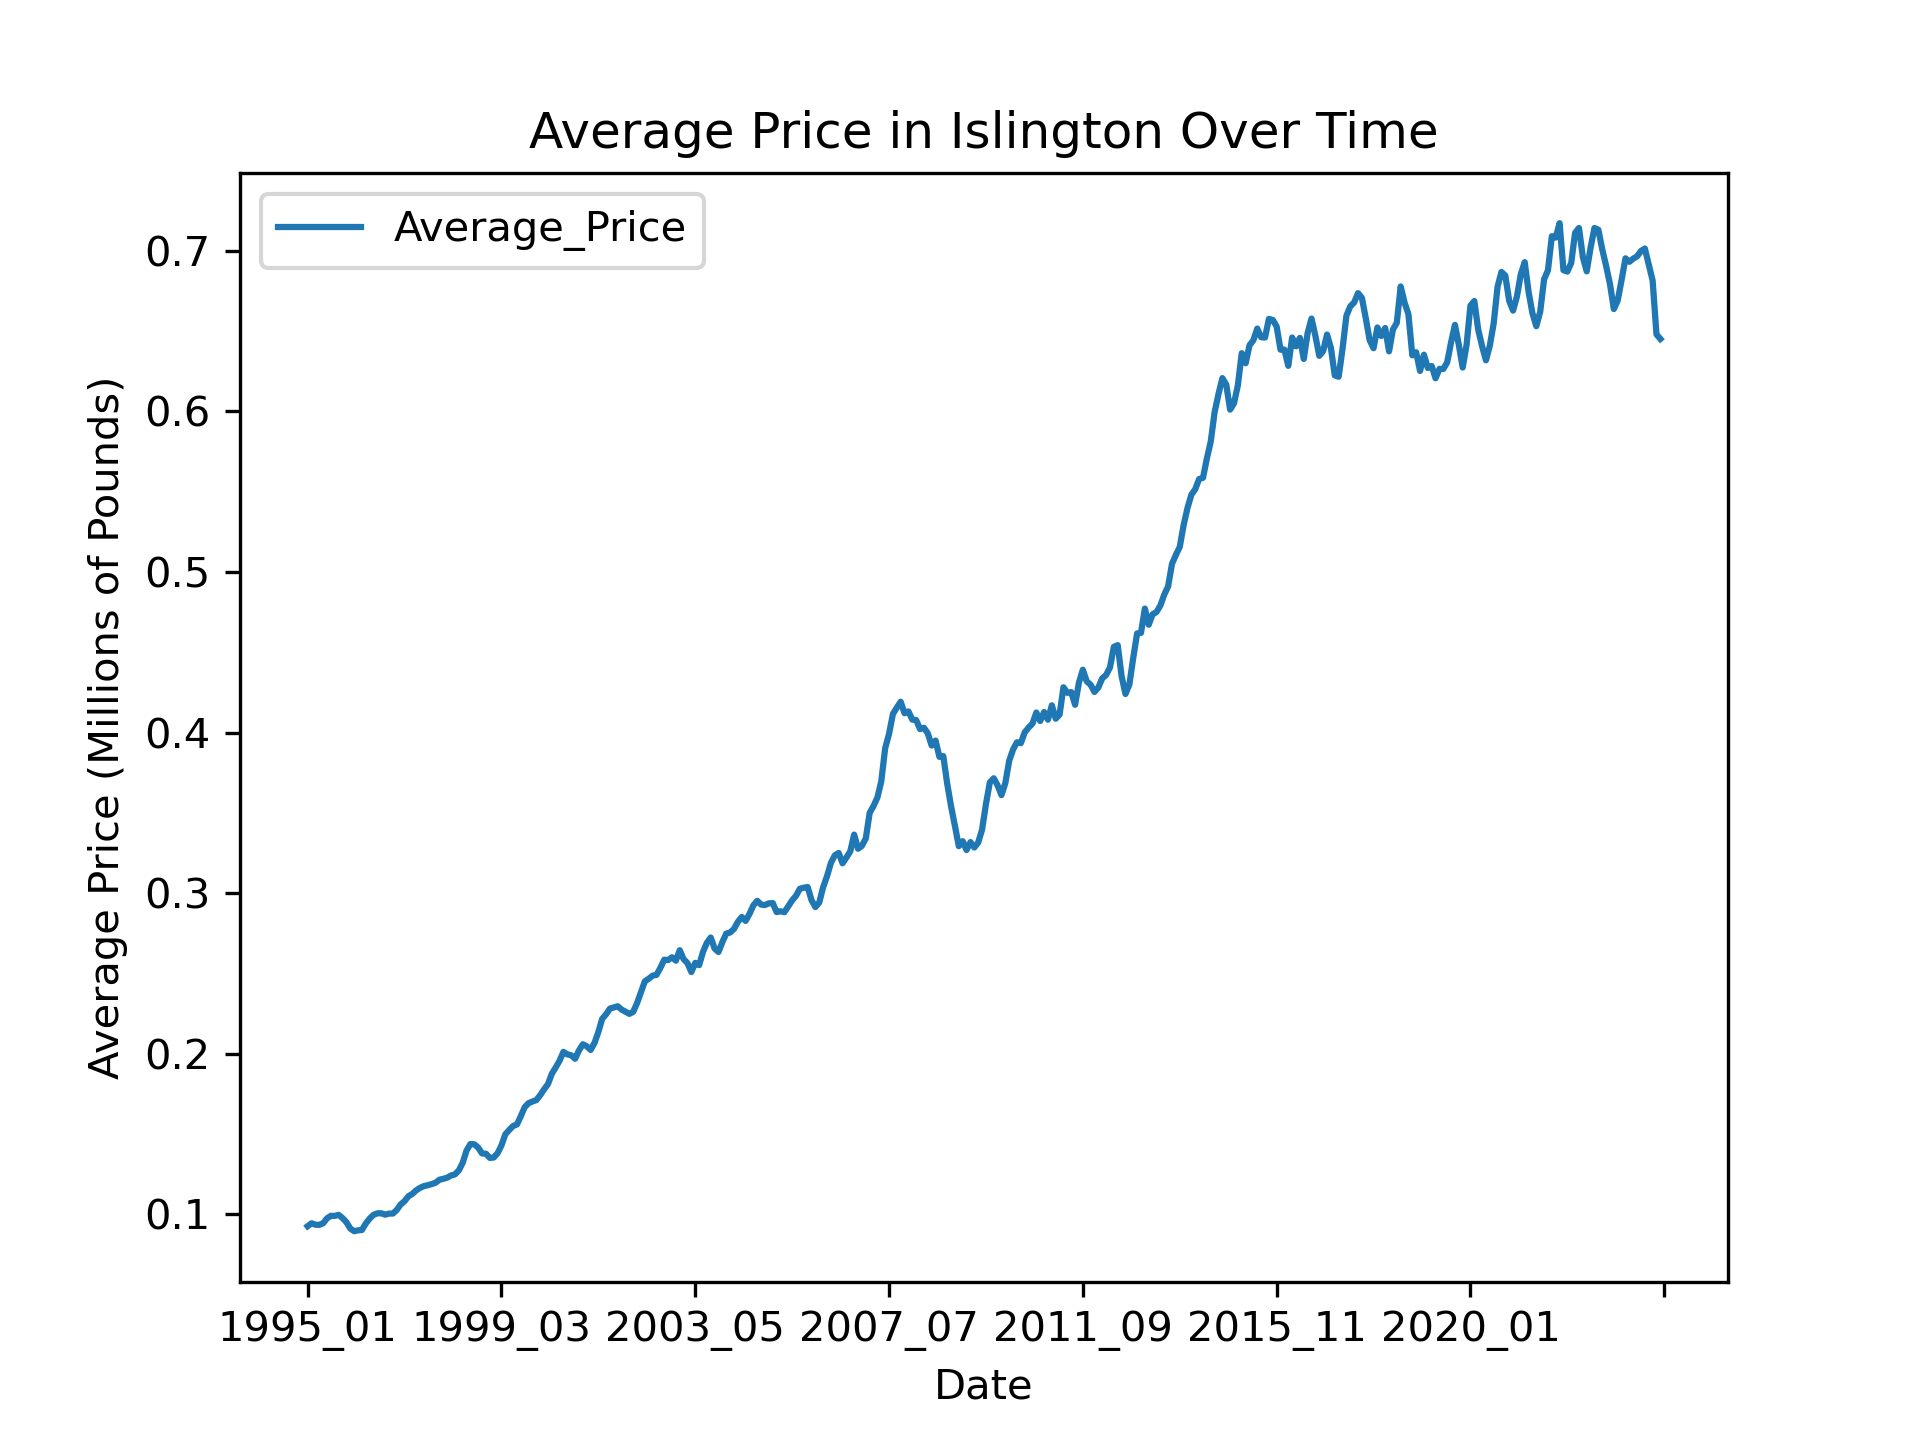 Average Price in Islington Over Time
Average_Price
Average Price (Millions of Pounds)
0.7
0.6
0.5
0.4
0.3
0.2
0.1
1995_01 1999_03 2003_05 2007_07 2011_09 2015_11 2020_01
Date